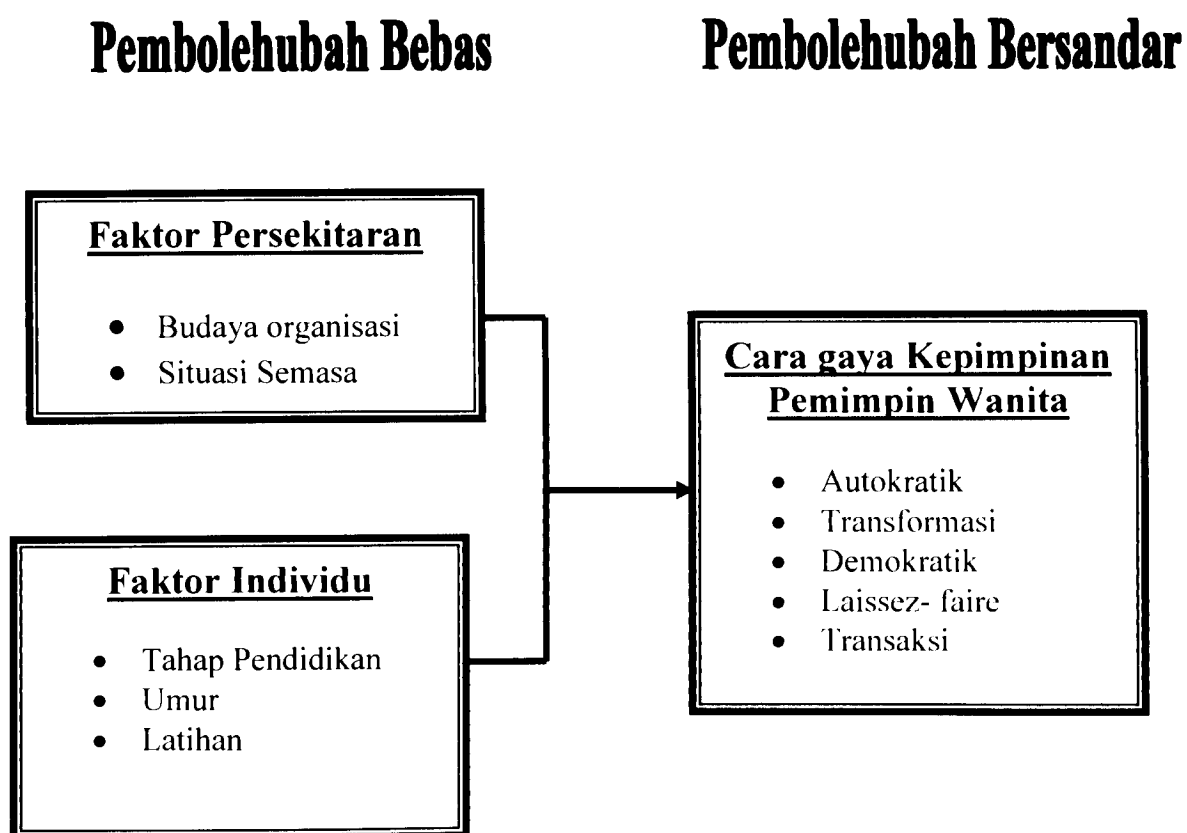 Pembolehubah Bebas
Pembolehubah Bersandar
Faktor Persekitaran
• Budaya organisasi
• Situasi Semasa
Faktor Individu
• Tahap Pendidikan
• Umur
• Latihan
Cara gaya Kepimpinan
Pemimpin Wanita
• Autokratik
• Transformasi
• Demokratik
• Laissez- faire
• Transaksi